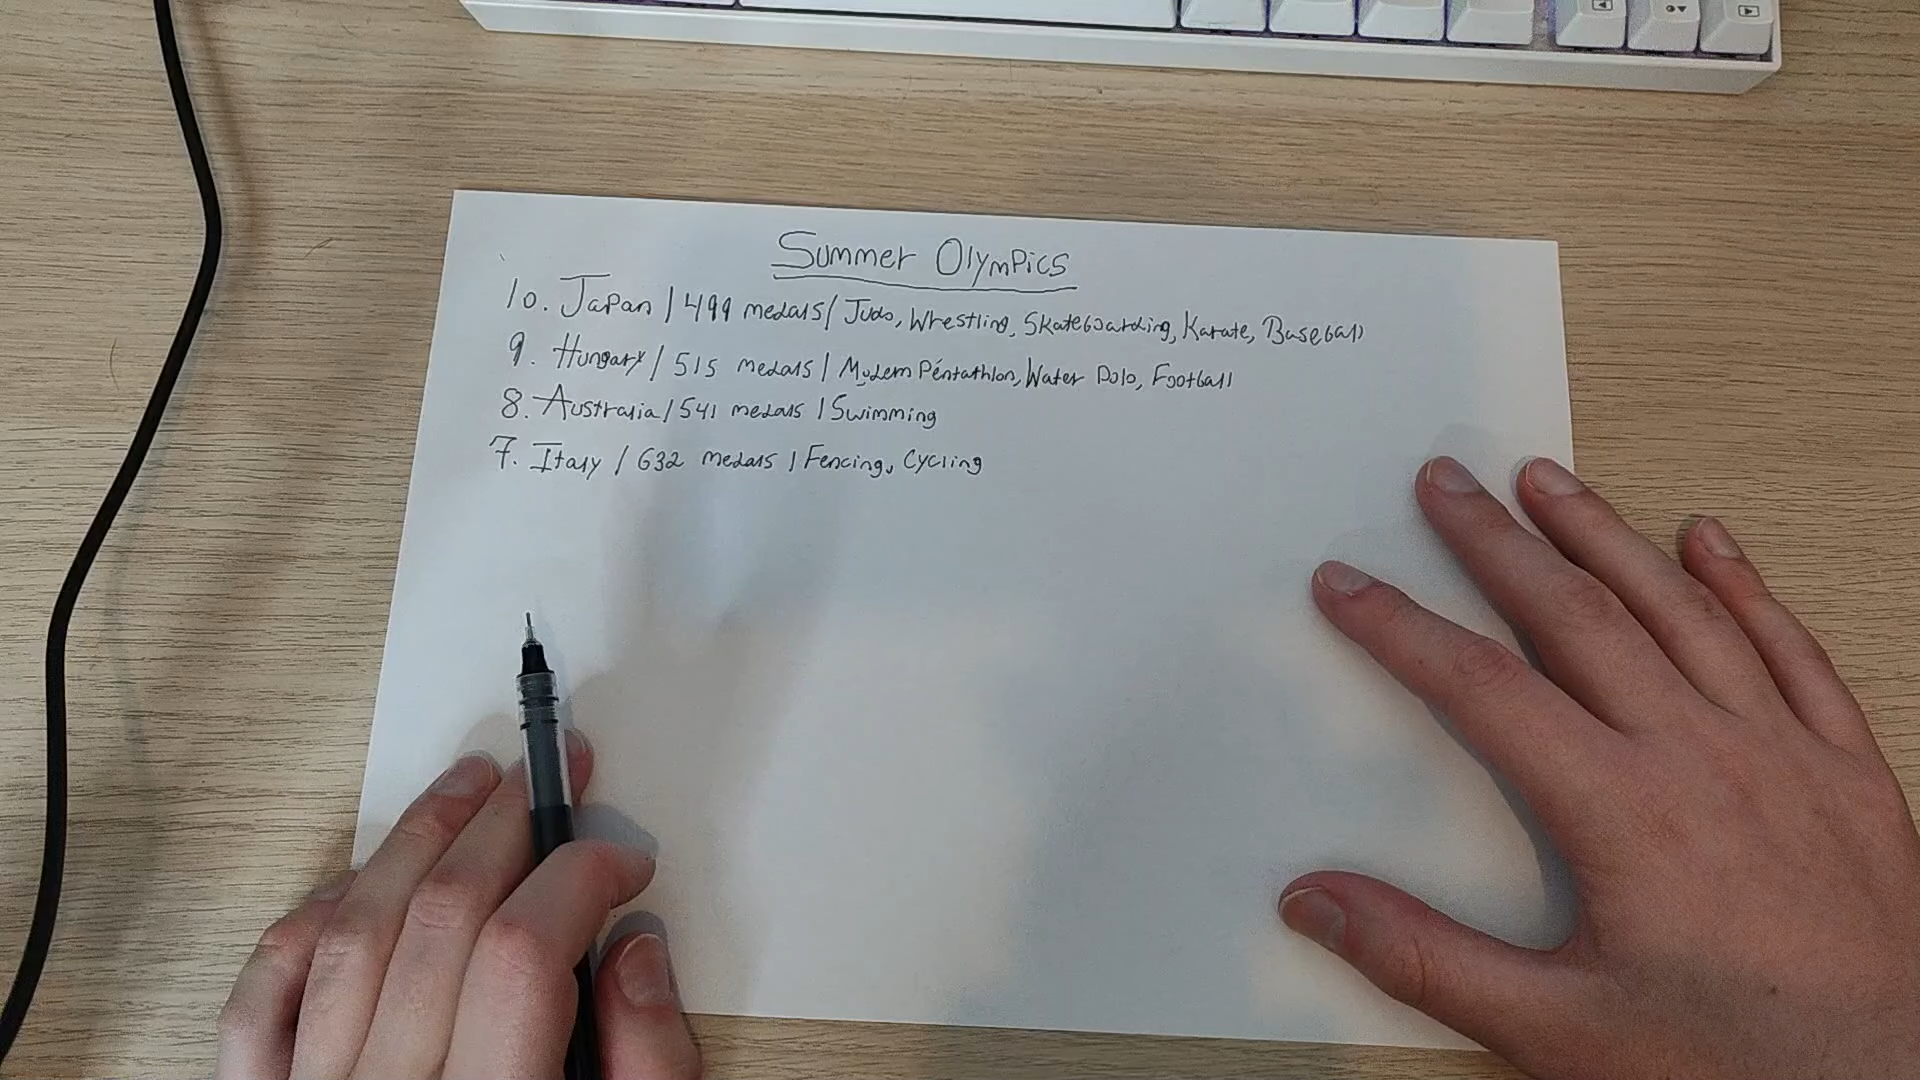 Summer Olympics
10. Japan / 499 medals / Judo, Wrestling, Skateboarding, Karate, Baseball
9. Hungary / 515 medals / Modern Pentathlon, Water Polo, Football
8. Australia / 541 medals / Swimming
7. Italy / 632 medals / Fencing, Cycling